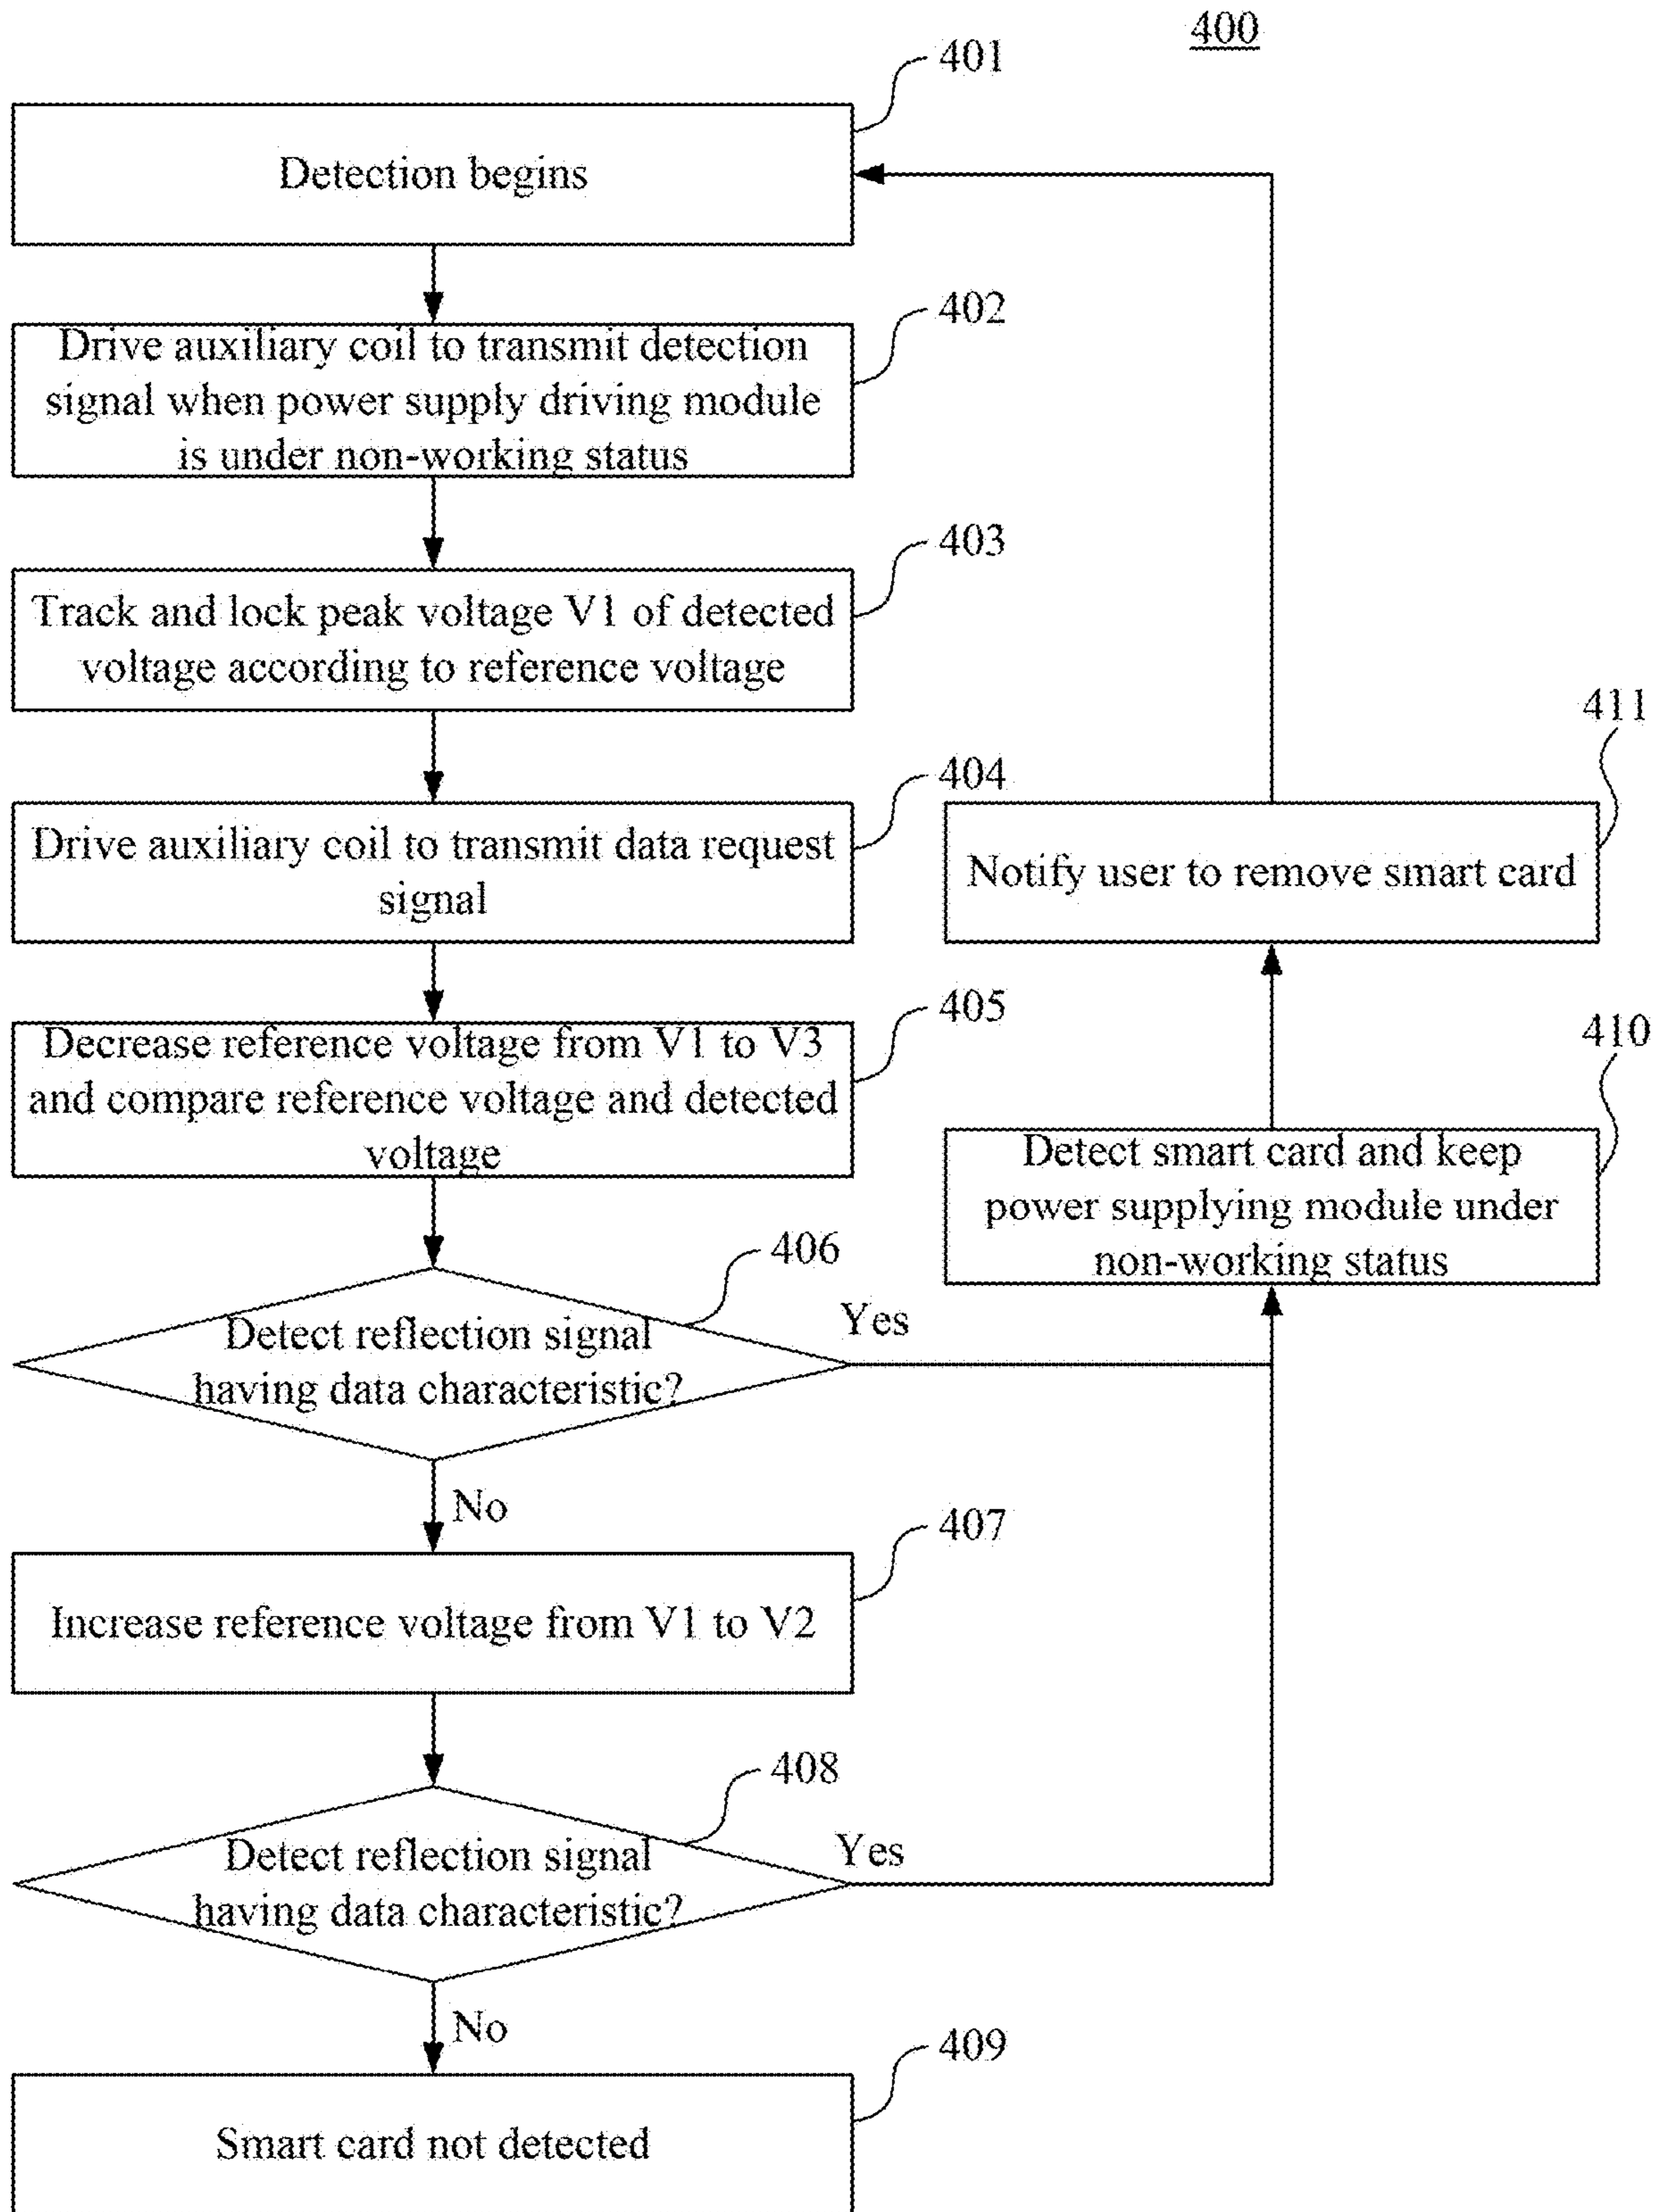 400
401
Detection begins
402
Drive auxiliary coil to transmit detection
signal when power supply driving module
is under non-working status
403
Track and lock peak voltage V1 of detected
voltage according to reference voltage
404
Drive auxiliary coil to transmit data request
signal
405
Decrease reference voltage from V1 to V3
and compare reference voltage and detected
voltage
406
Detect reflection signal
having data characteristic?
Yes
No
407
Increase reference voltage from V1 to V2
408
Detect reflection signal
having data characteristic?
Yes
No
409
Smart card not detected
410
Detect smart card and keep
power supplying module under
non-working status
411
Notify user to remove smart card